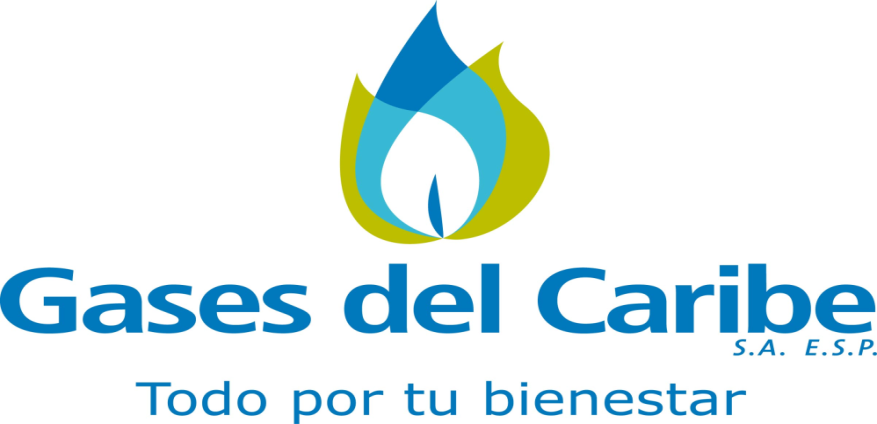 Gases del Caribe
S.A. E.S.P.
Todo por tu bienestar